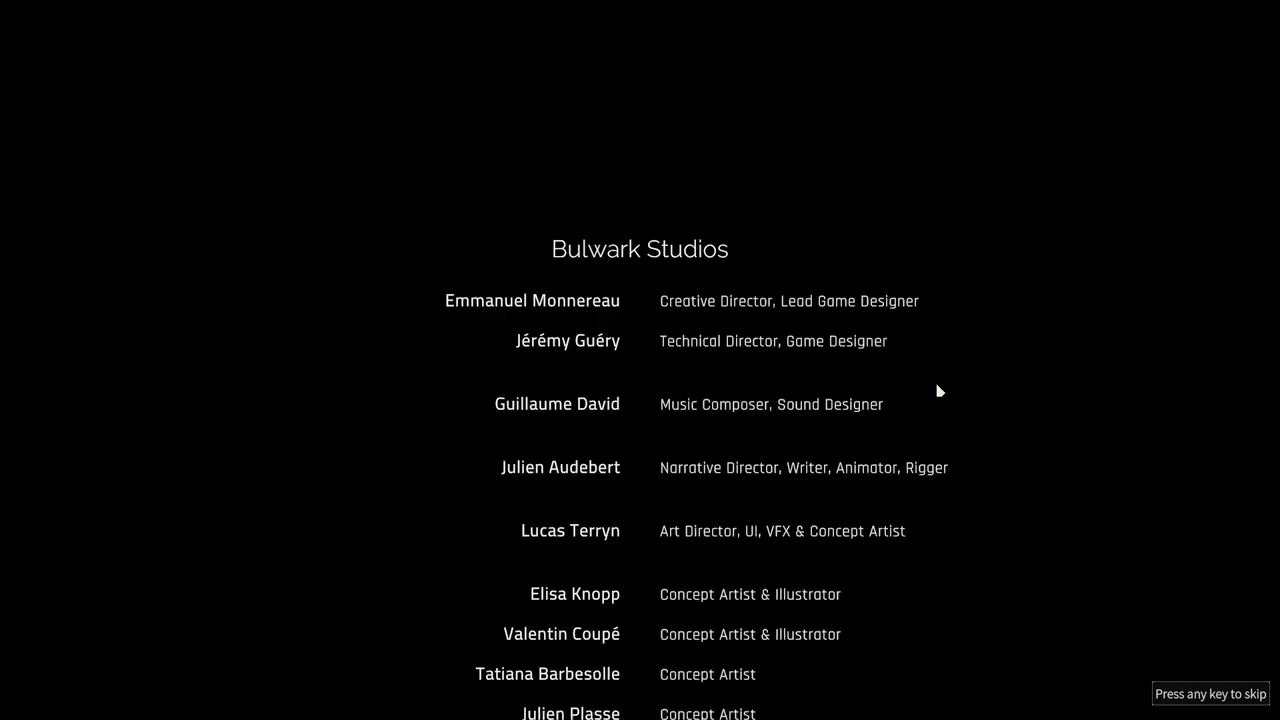 Bulwark Studios
Emmanuel Monnereau Creative Director, Lead Game Designer
Jérémy Guéry Technical Director, Game Designer
Guillaume David Music Composer, Sound Designer
Julien Audebert Narrative Director, Writer, Animator, Rigger
Lucas Terryn Art Director, UI, VFX & Concept Artist
Elisa Knopp Concept Artist & Illustrator
Valentin Coupé Concept Artist & Illustrator
Tatiana Barbesolle Concept Artist
Julien Plasse Concept Artist
Press any key to skip